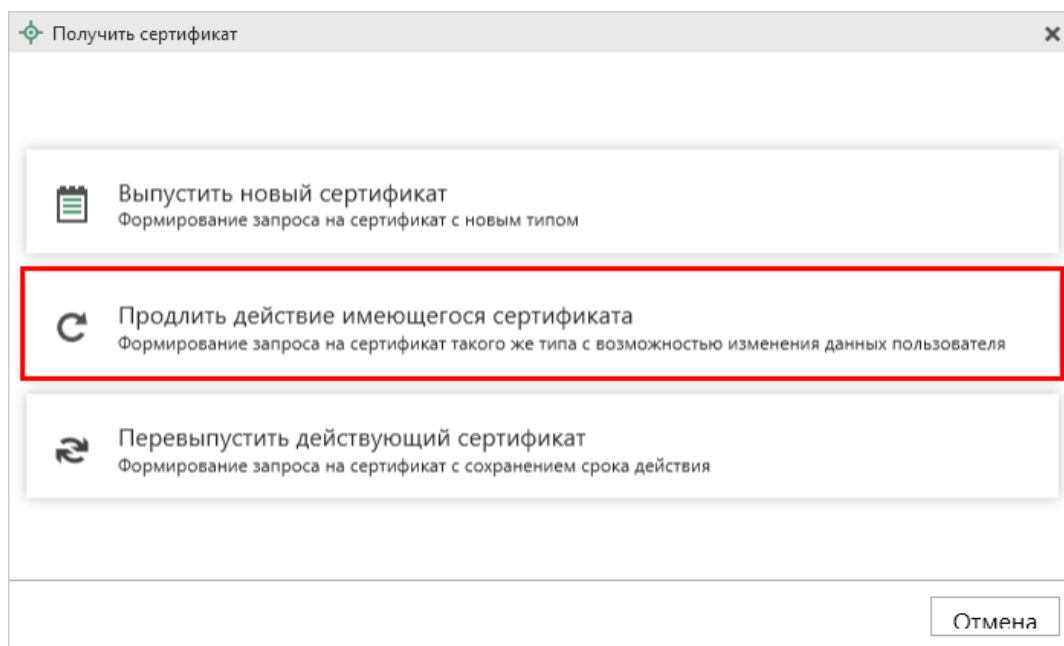 Получить сертификат
Выпустить новый сертификат
Формирование запроса на сертификат с новым типом
Продлить действие имеющегося сертификата
Формирование запроса на сертификат такого же типа с возможностью изменения данных пользователя
Перевыпустить действующий сертификат
Формирование запроса на сертификат с сохранением срока действия
Отмена